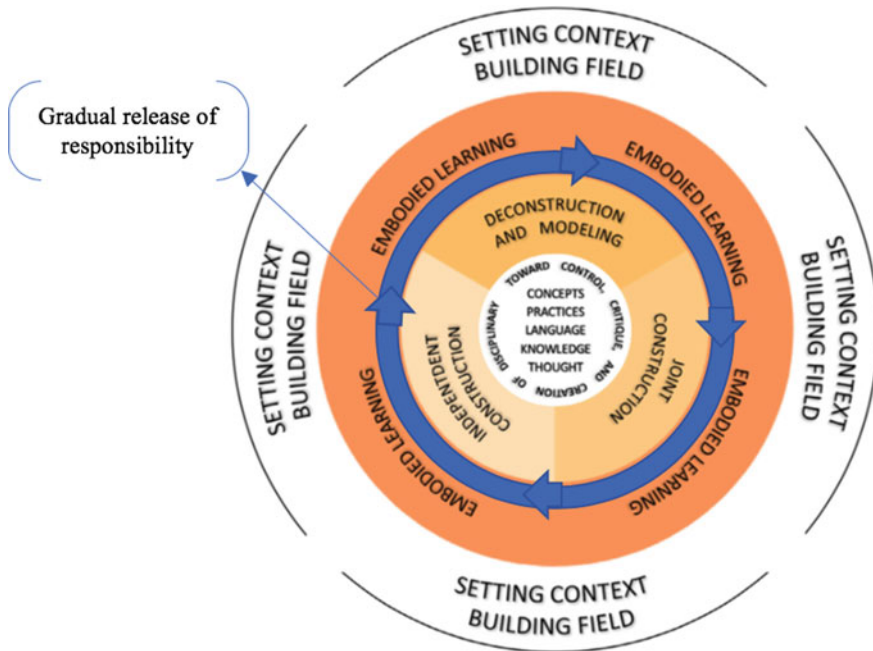 SETTING CONTEXT
BUILDING FIELD
Gradual release of
responsibility
EMBODIED LEARNING
EMBODIED LEARNING
DECONSTRUCTION
AND MODELING
SETTING CONTEXT
BUILDING FIELD
SETTING CONTEXT
BUILDING FIELD
TOWARD CONTROL, CRITIQUE, AND CREATION OF DISCIPLINARY
CONCEPTS
PRACTICES
LANGUAGE
KNOWLEDGE
THOUGHT
INDEPENTDENT
CONSTRUCTION
JOINT
CONSTRUCTION
EMBODIED LEARNING
EMBODIED LEARNING
SETTING CONTEXT
BUILDING FIELD